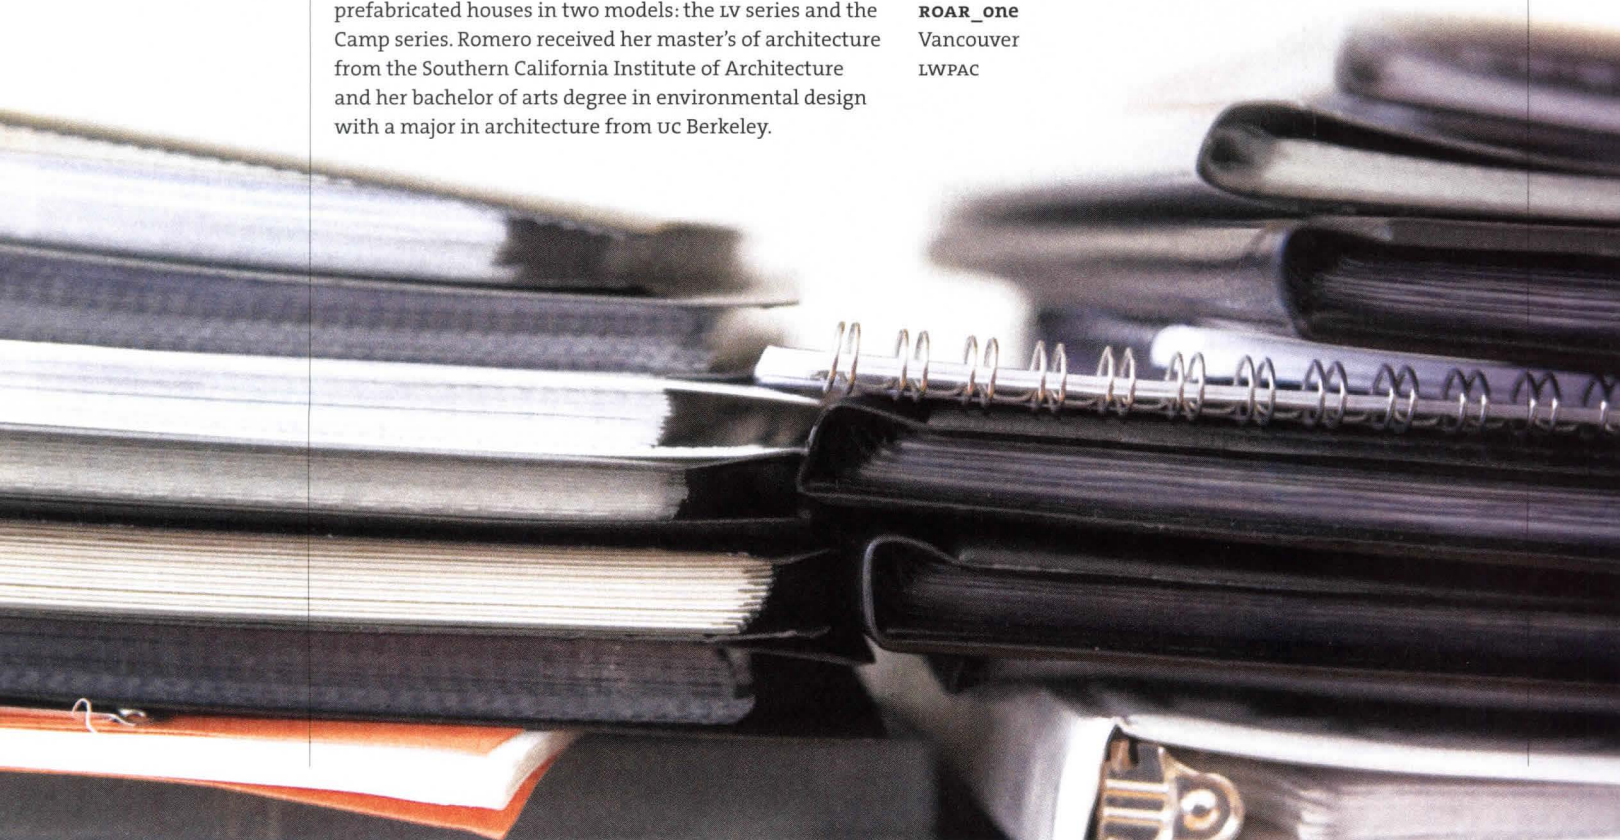 prefabricated houses in two models: the LV series and the
Camp series. Romero received her master's of architecture
from the Southern California Institute of Architecture
and her bachelor of arts degree in environmental design
with a major in architecture from UC Berkeley.
ROAR_one
Vancouver
LWPAC